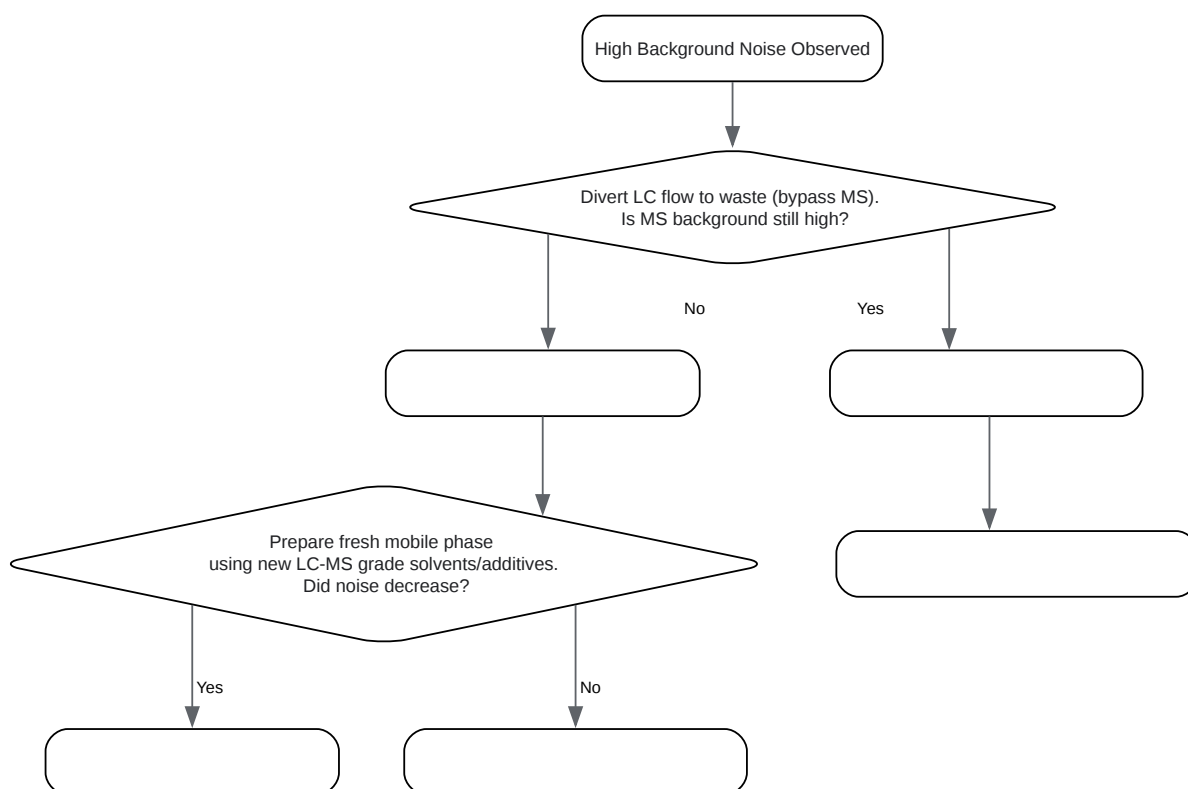 High Background Noise Observed
Divert LC flow to waste (bypass MS).
Is MS background still high?
No
Yes
Prepare fresh mobile phase
using new LC-MS grade solvents/additives.
Did noise decrease?
Yes
No